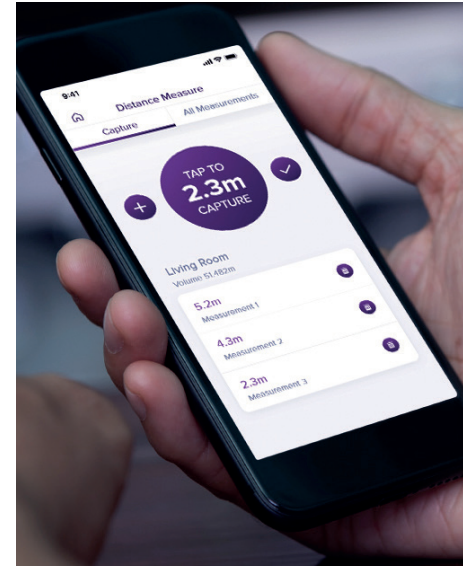 9:41
Distance Measure
Capture
All Measurements
TAP TO
2.3m
CAPTURE
Living Room
Volume 51.482m
5.2m
Measurement 1
4.3m
Measurement 2
2.3m
Measurement 3